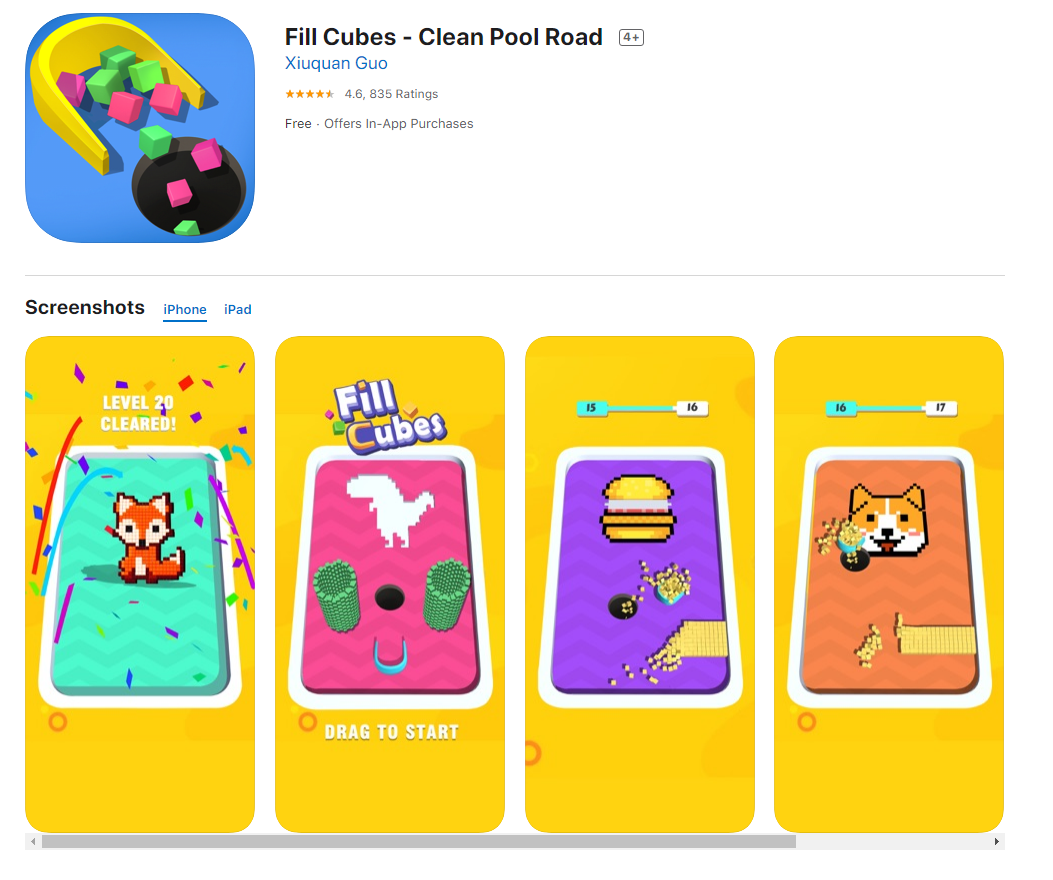 Fill Cubes - Clean Pool Road 4+
Xiuquan Guo
4.6, 835 Ratings
Free · Offers In-App Purchases
Screenshots iPhone iPad
LEVEL 20
CLEARED!
Fill
Cubes
DRAG TO START
15 16
16 17